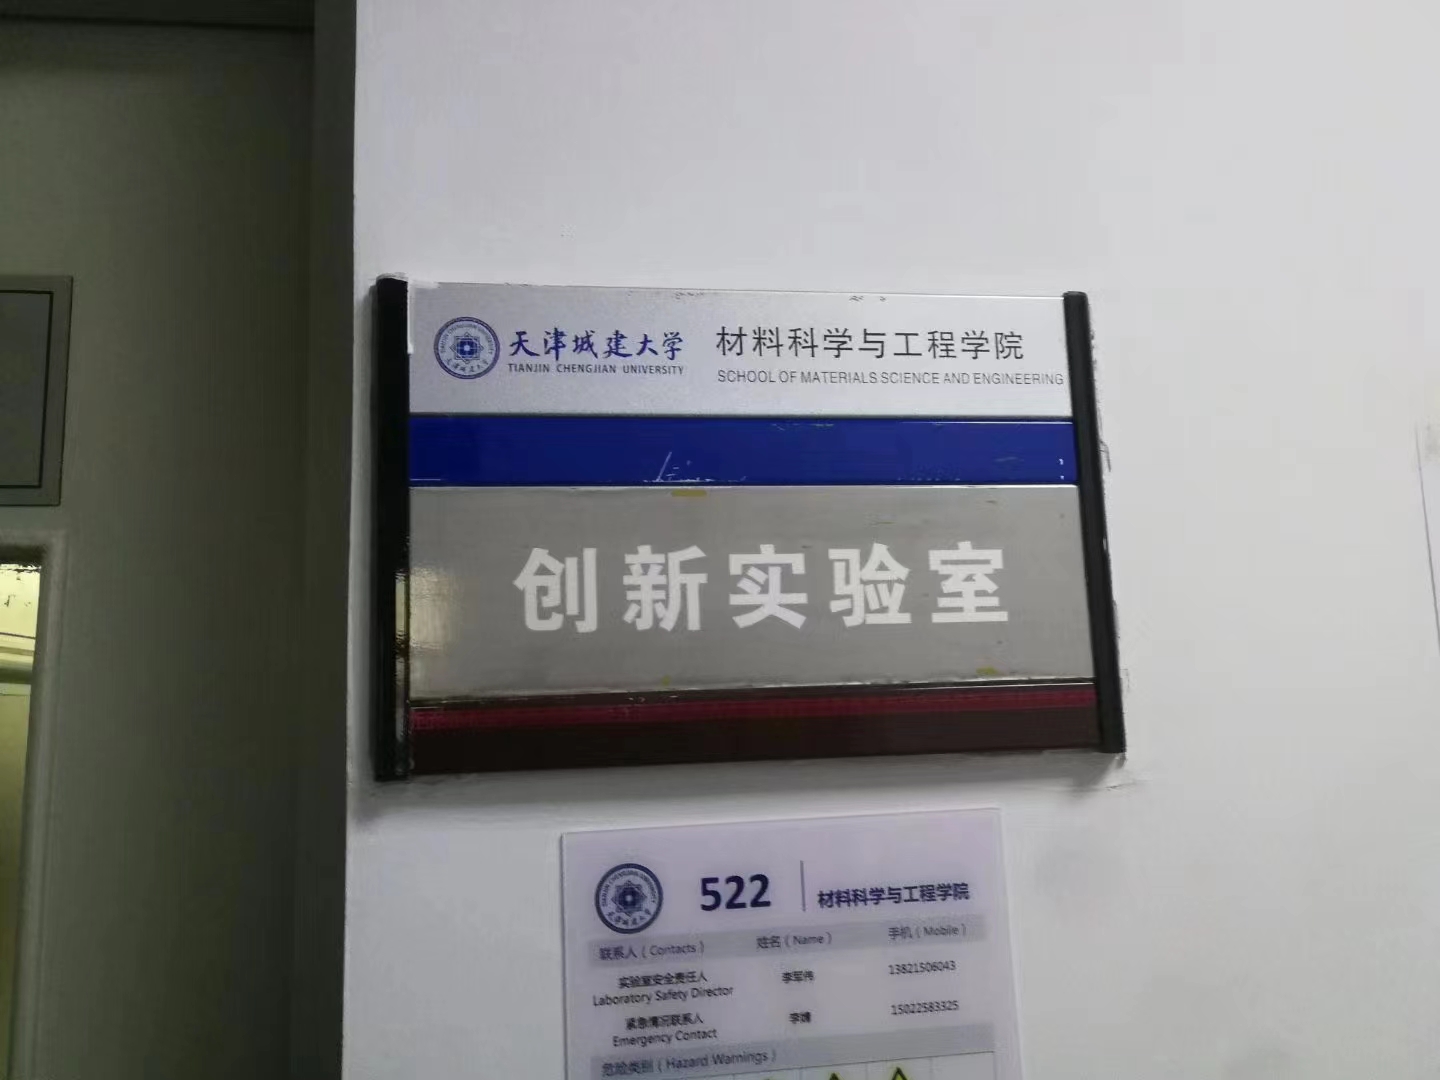 天津城建大学 材料科学与工程学院
TIANJIN CHENGJIAN UNIVERSITY SCHOOL OF MATERIALS SCIENCE AND ENGINEERING
创新实验室
522 材料科学与工程学院
联系人（Contacts） 姓名（Name） 手机（Mobile）
实验室安全责任人 李军伟 13821506043
Laboratory Safety Director
紧急情况联系人 李 15022583325
Emergency Contact
危险类别（Hazard Warnings）